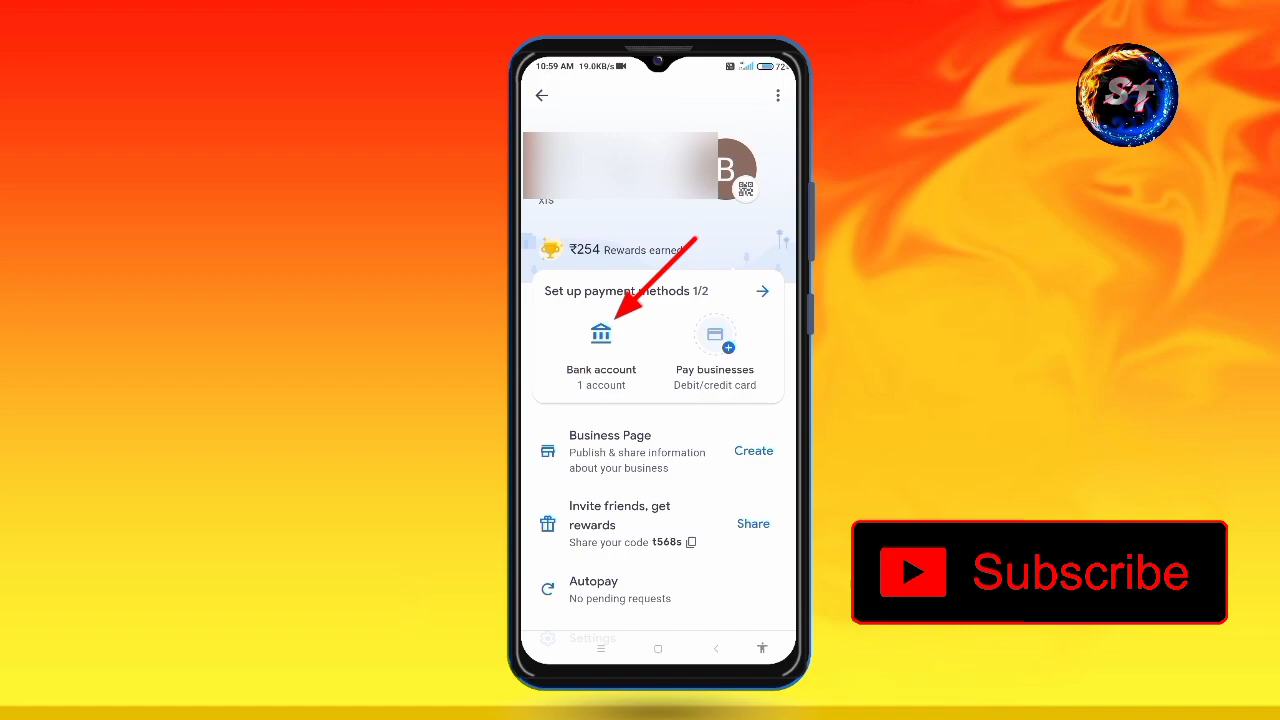 10:59 AM 19.0KB/s
72
ST
B
₹254 Rewards earned
Set up payment methods 1/2
Bank account
1 account
Pay businesses
Debit/credit card
Business Page
Publish & share information
about your business
Create
Invite friends, get
rewards
Share your code t568s
Share
Autopay
No pending requests
Settings
Subscribe